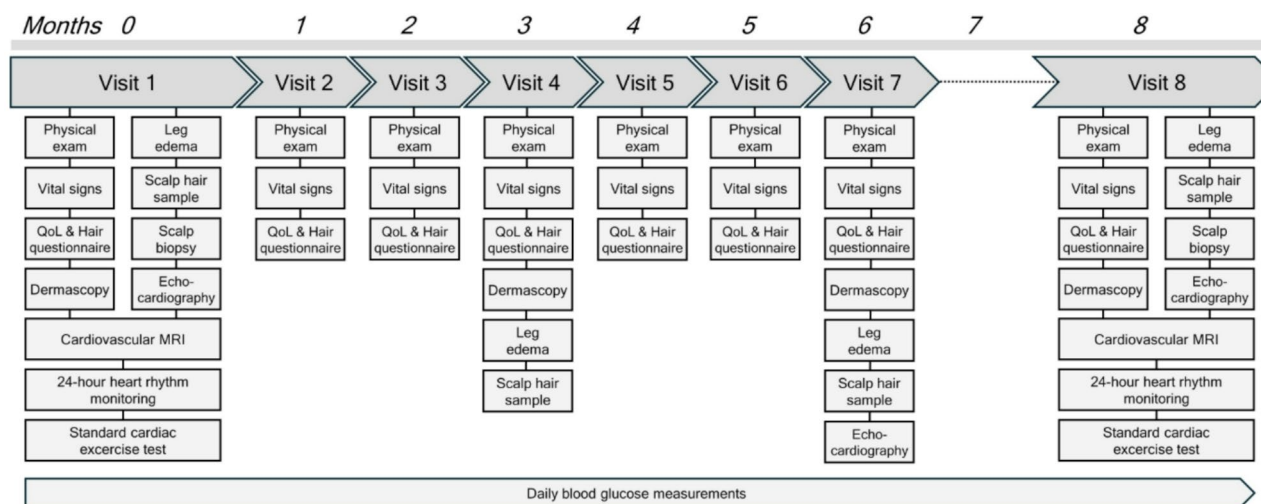 Months 0 1 2 3 4 5 6 7 8
Visit 1 Visit 2 Visit 3 Visit 4 Visit 5 Visit 6 Visit 7 Visit 8
Physical
exam
Vital signs
QoL & Hair
questionnaire
Dermascopy
Leg
edema
Scalp hair
sample
Scalp
biopsy
Echo-
cardiography
Cardiovascular MRI
24-hour heart rhythm
monitoring
Standard cardiac
excercise test
Physical
exam
Vital signs
QoL & Hair
questionnaire
Physical
exam
Vital signs
QoL & Hair
questionnaire
Physical
exam
Vital signs
QoL & Hair
questionnaire
Dermascopy
Leg
edema
Scalp hair
sample
Physical
exam
Vital signs
QoL & Hair
questionnaire
Physical
exam
Vital signs
QoL & Hair
questionnaire
Physical
exam
Vital signs
QoL & Hair
questionnaire
Dermascopy
Leg
edema
Scalp hair
sample
Echo-
cardiography
Physical
exam
Vital signs
QoL & Hair
questionnaire
Dermascopy
Leg
edema
Scalp hair
sample
Scalp
biopsy
Echo-
cardiography
Cardiovascular MRI
24-hour heart rhythm
monitoring
Standard cardiac
excercise test
Daily blood glucose measurements